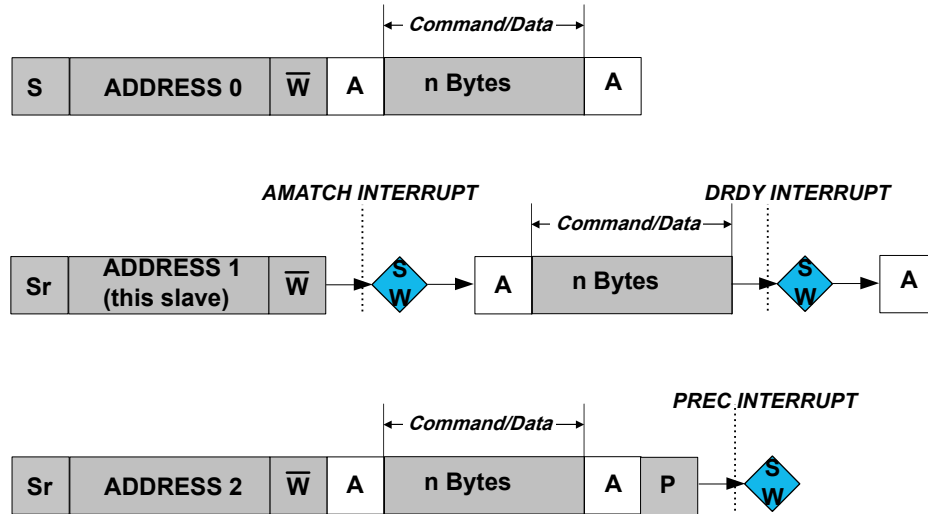 Command/Data
S ADDRESS 0 W̅ A n Bytes A
AMATCH INTERRUPT DRDY INTERRUPT
Command/Data
Sr ADDRESS 1 (this slave) W̅ S W A n Bytes S W A
PREC INTERRUPT
Command/Data
Sr ADDRESS 2 W̅ A n Bytes A P S W